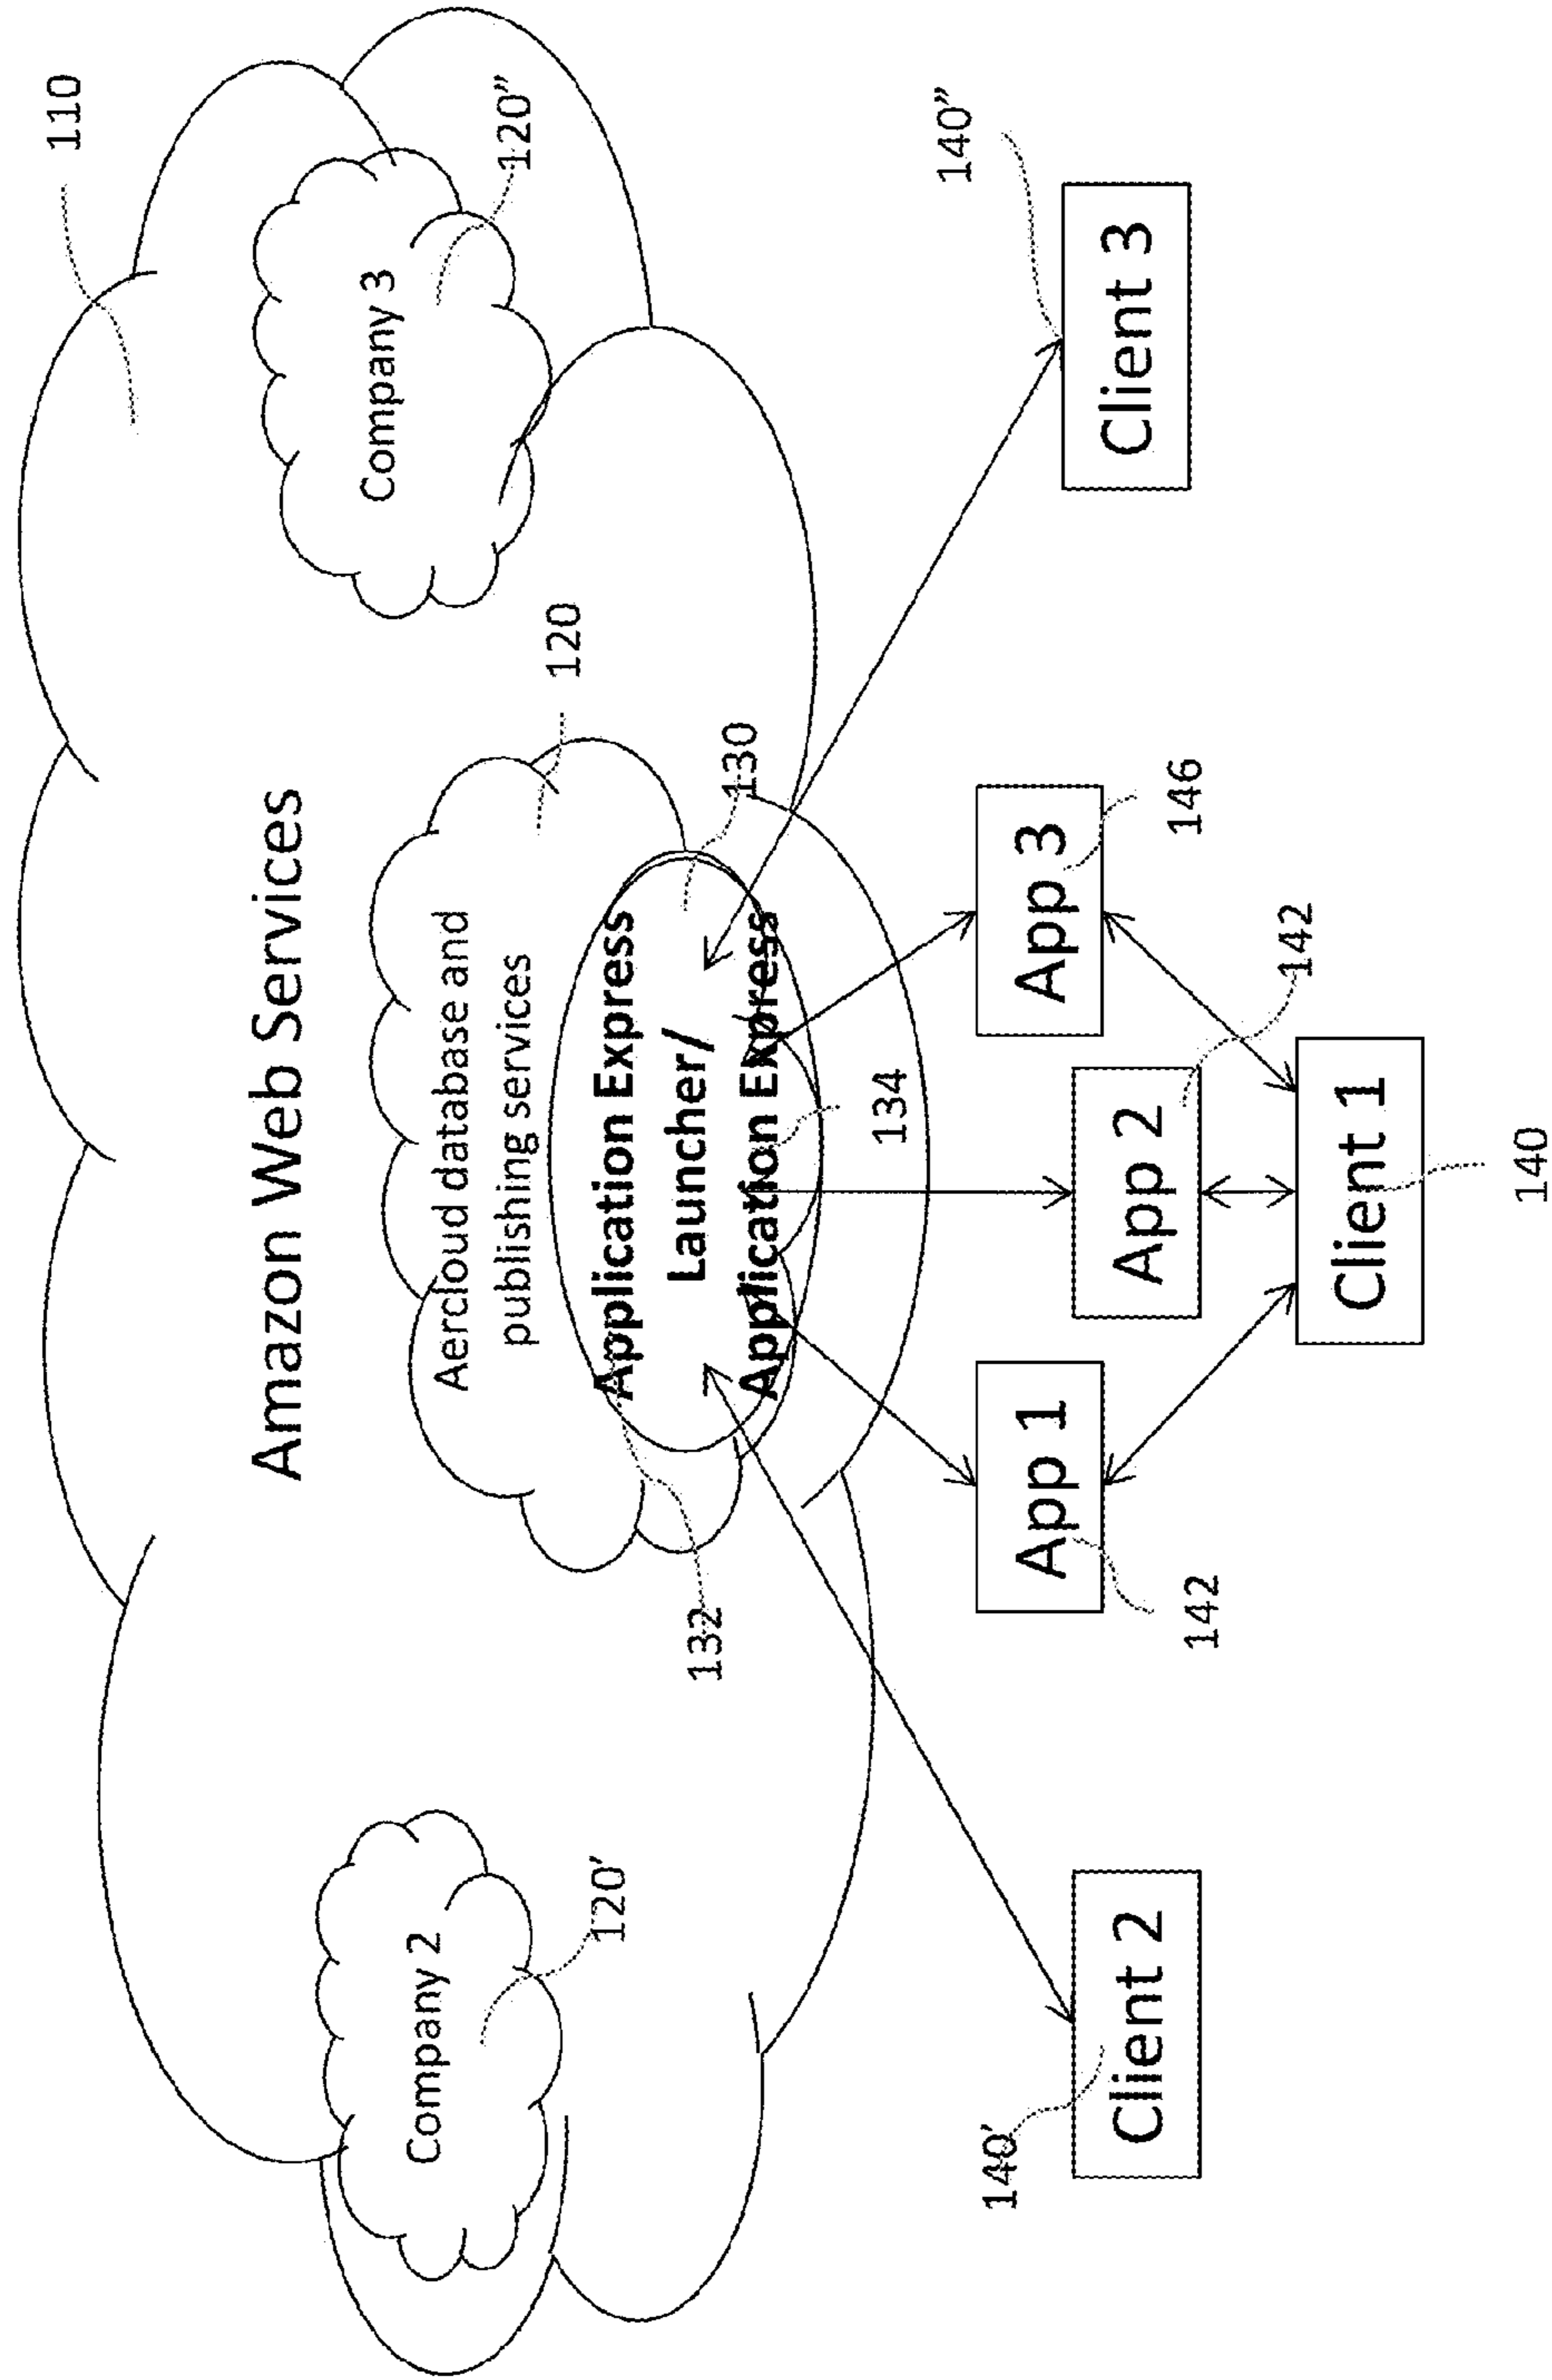 110
Amazon Web Services
Company 2
120'
Aercloud database and
publishing services
120
Company 3
120"
Application Express
Launcher/
Application Express
130
132
134
140'
Client 2
App 1
142
App 2
142
App 3
146
Client 1
140
140"
Client 3